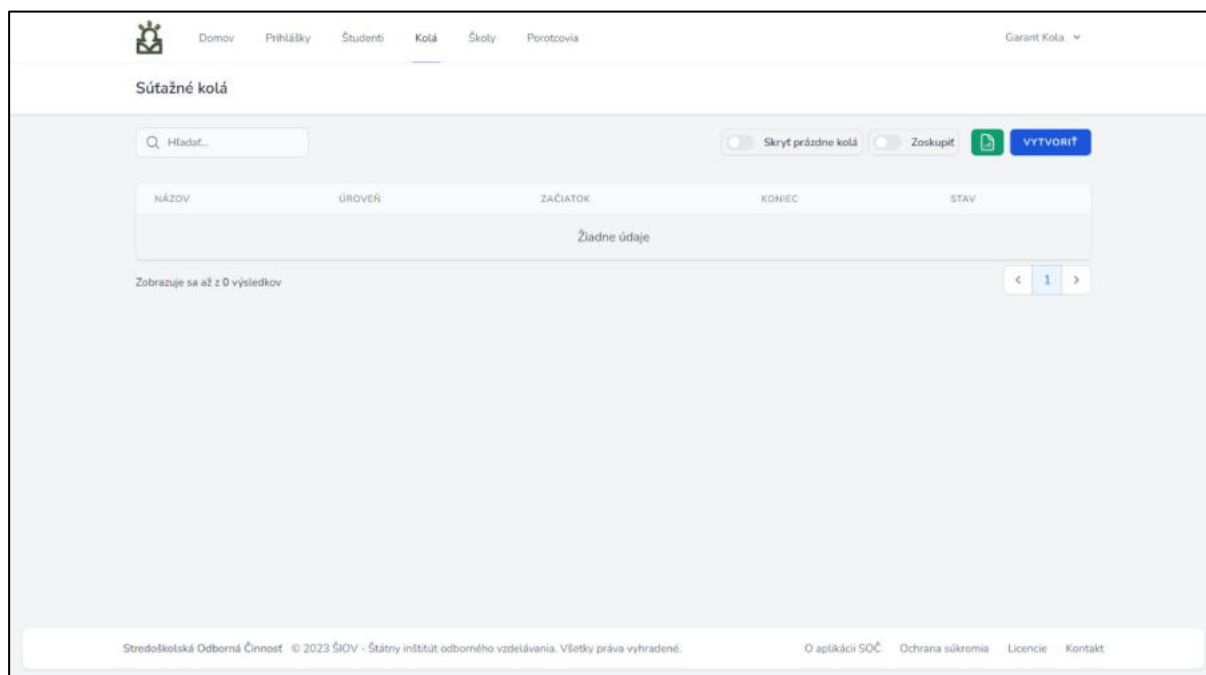 Domov Prihlášky Študenti Kolá Školy Porotcovia Garant Kola
Súťažné kolá
Hľadať... Skryť prázdne kolá Zoskupiť VYTVORIŤ
NÁZOV ÚROVEŇ ZAČIATOK KONIEC STAV
Žiadne údaje
Zobrazuje sa až z 0 výsledkov < 1 >
Stredoškolská Odborná Činnosť © 2023 ŠIOV - Štátny inštitút odborného vzdelávania. Všetky práva vyhradené. O aplikácii SOČ Ochrana súkromia Licencie Kontakt